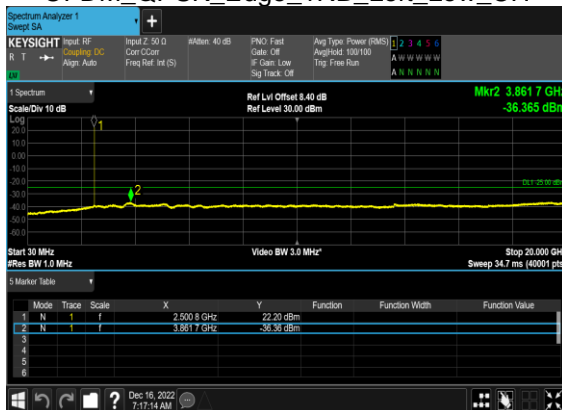 Spectrum Analyzer 1
Swept SA
KEYSIGHT Input: RF Input Z: 50 Ω #Atten: 40 dB PNO: Fast Avg Type: Power (RMS) 1 2 3 4 5 6
R T Coupling: DC Corr CCorr Gate: Off Avg|Hold: 100/100 A W W W W W
Align: Auto Freq Ref: Int (S) IF Gain: Low Trig: Free Run
Sig Track: Off A N N N N N
1 Spectrum Ref Lvl Offset 8.40 dB Mkr2 3.861 7 GHz
Scale/Div 10 dB Ref Level 30.00 dBm -36.365 dBm
Log
20.0
10.0
0.00
-10.0
-20.0
-30.0
-40.0
-50.0
-60.0
1
2
DL1 -25.00 dBm
Start 30 MHz Video BW 3.0 MHz* Stop 20.000 GHz
#Res BW 1.0 MHz Sweep 34.7 ms (40001 pts)
5 Marker Table
Mode Trace Scale X Y Function Function Width Function Value
1 N 1 f 2.500 8 GHz 22.20 dBm
2 N 1 f 3.861 7 GHz -36.36 dBm
3
4
5
6
Dec 16, 2022
7:17:14 AM